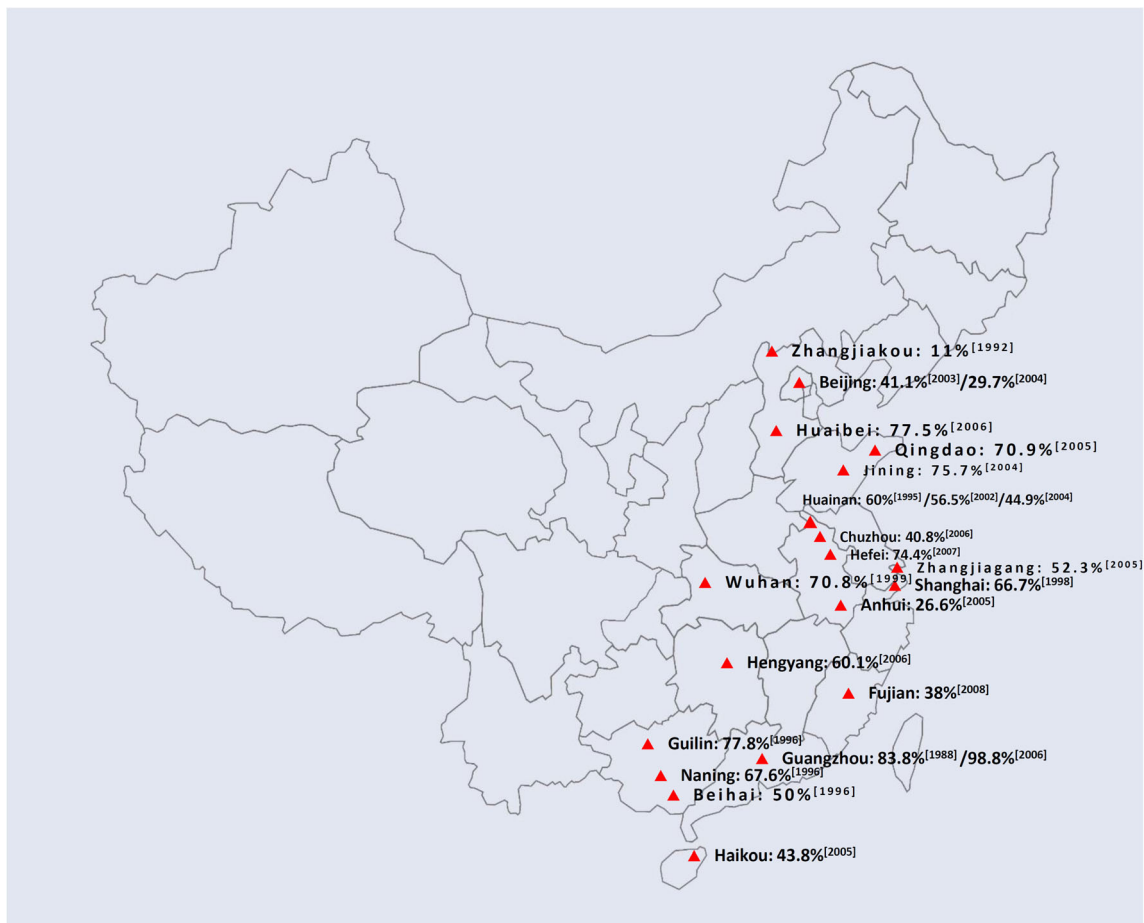 Zhangjiakou: 11%[1992]
Beijing: 41.1%[2003]/29.7%[2004]
Huaibei: 77.5%[2006]
Qingdao: 70.9%[2005]
Jining: 75.7%[2004]
Huainan: 60%[1995]/56.5%[2002]/44.9%[2004]
Chuzhou: 40.8%[2006]
Hefei: 74.4%[2007]
Zhangjiagang: 52.3%[2005]
Wuhan: 70.8%[1999]
Shanghai: 66.7%[1998]
Anhui: 26.6%[2005]
Hengyang: 60.1%[2006]
Fujian: 38%[2008]
Guilin: 77.8%[1996]
Guangzhou: 83.8%[1988]/98.8%[2006]
Naning: 67.6%[1996]
Beihai: 50%[1996]
Haikou: 43.8%[2005]